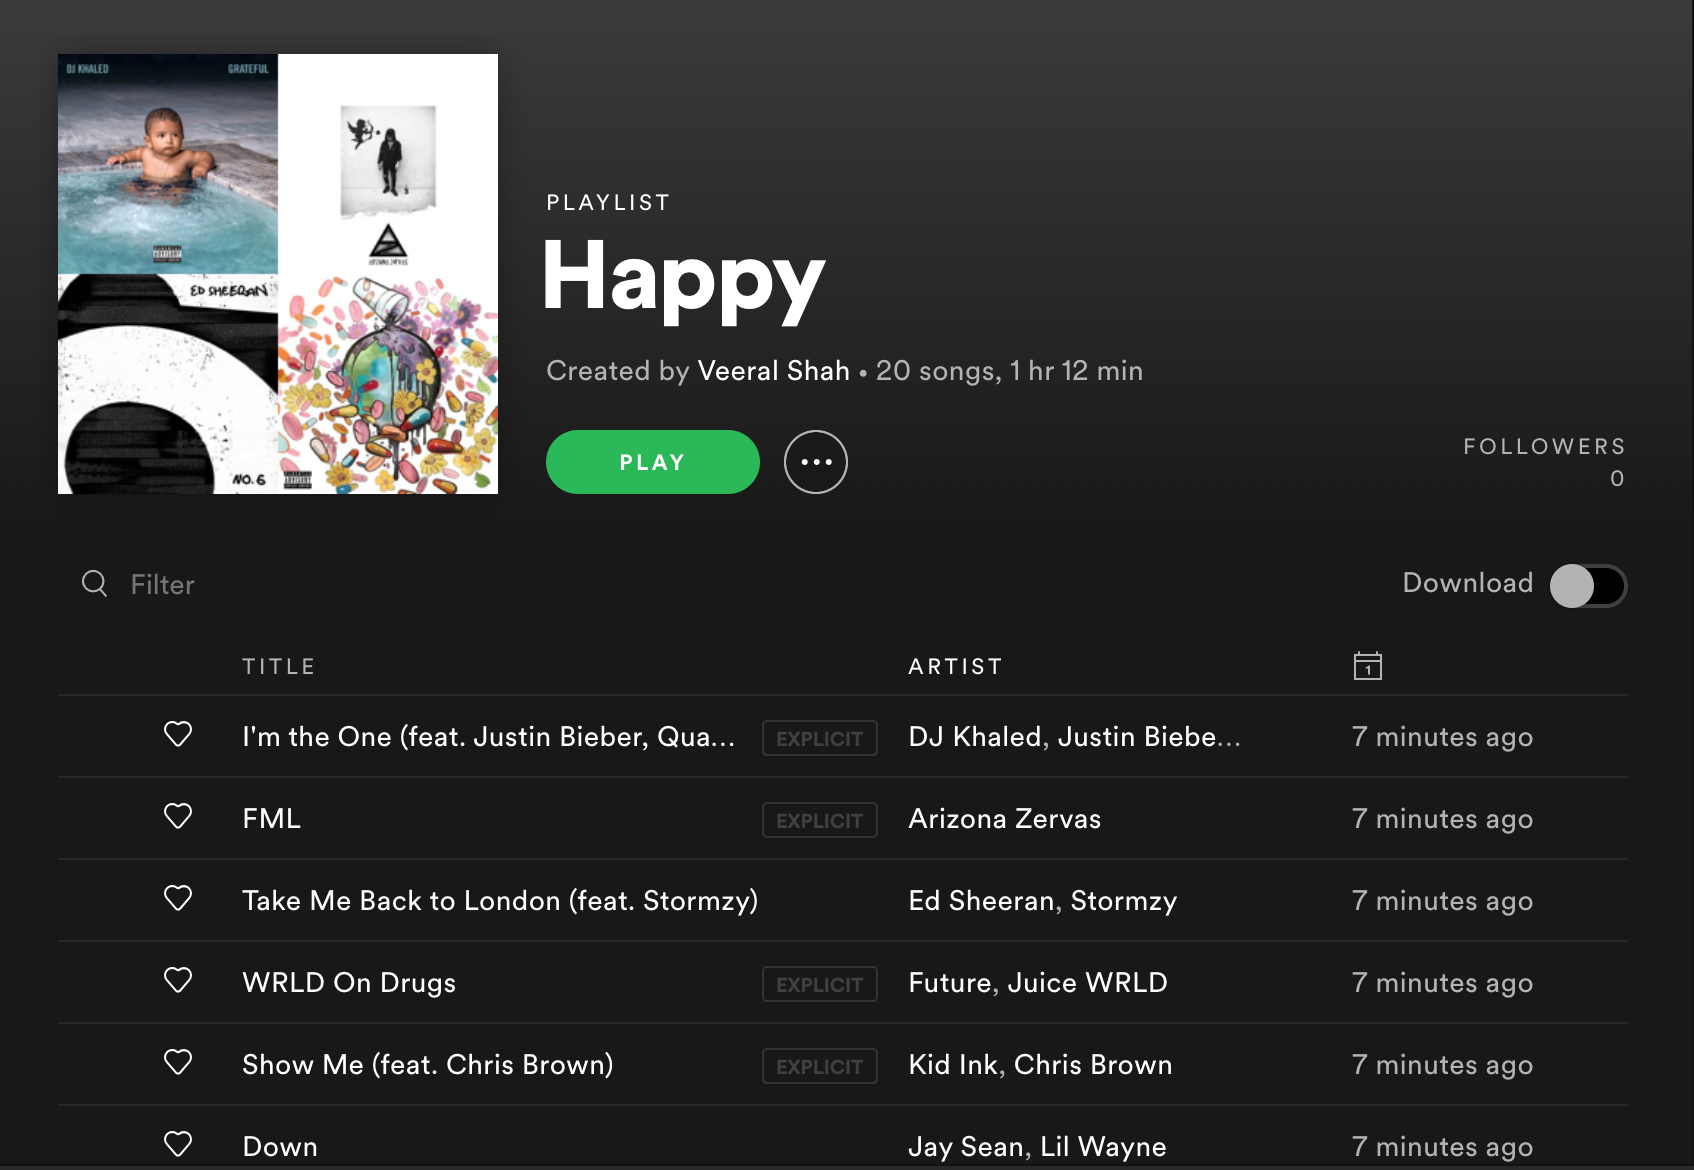 DJ KHALED GRATEFUL
PLAYLIST
Happy
Created by Veeral Shah • 20 songs, 1 hr 12 min
ED SHEERAN
NO.6
PLAY
FOLLOWERS
0
Filter
Download
TITLE ARTIST
1
I'm the One (feat. Justin Bieber, Qua... EXPLICIT DJ Khaled, Justin Biebe... 7 minutes ago
FML EXPLICIT Arizona Zervas 7 minutes ago
Take Me Back to London (feat. Stormzy) Ed Sheeran, Stormzy 7 minutes ago
WRLD On Drugs EXPLICIT Future, Juice WRLD 7 minutes ago
Show Me (feat. Chris Brown) EXPLICIT Kid Ink, Chris Brown 7 minutes ago
Down Jay Sean, Lil Wayne 7 minutes ago